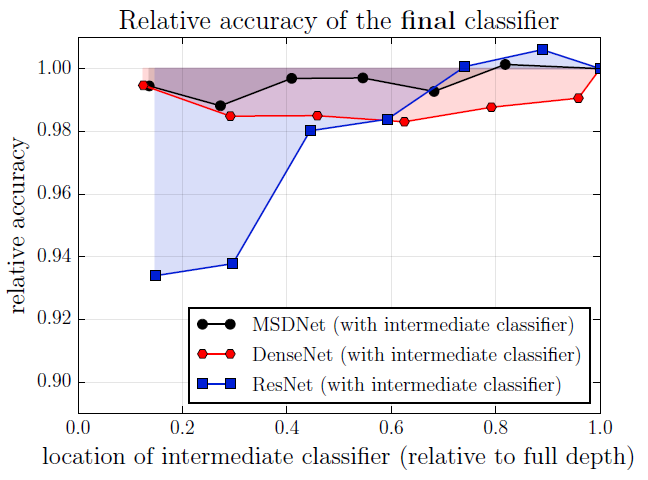 Relative accuracy of the final classifier
relative accuracy
1.00
0.98
0.96
0.94
0.92
0.90
MSDNet (with intermediate classifier)
DenseNet (with intermediate classifier)
ResNet (with intermediate classifier)
0.0 0.2 0.4 0.6 0.8 1.0
location of intermediate classifier (relative to full depth)